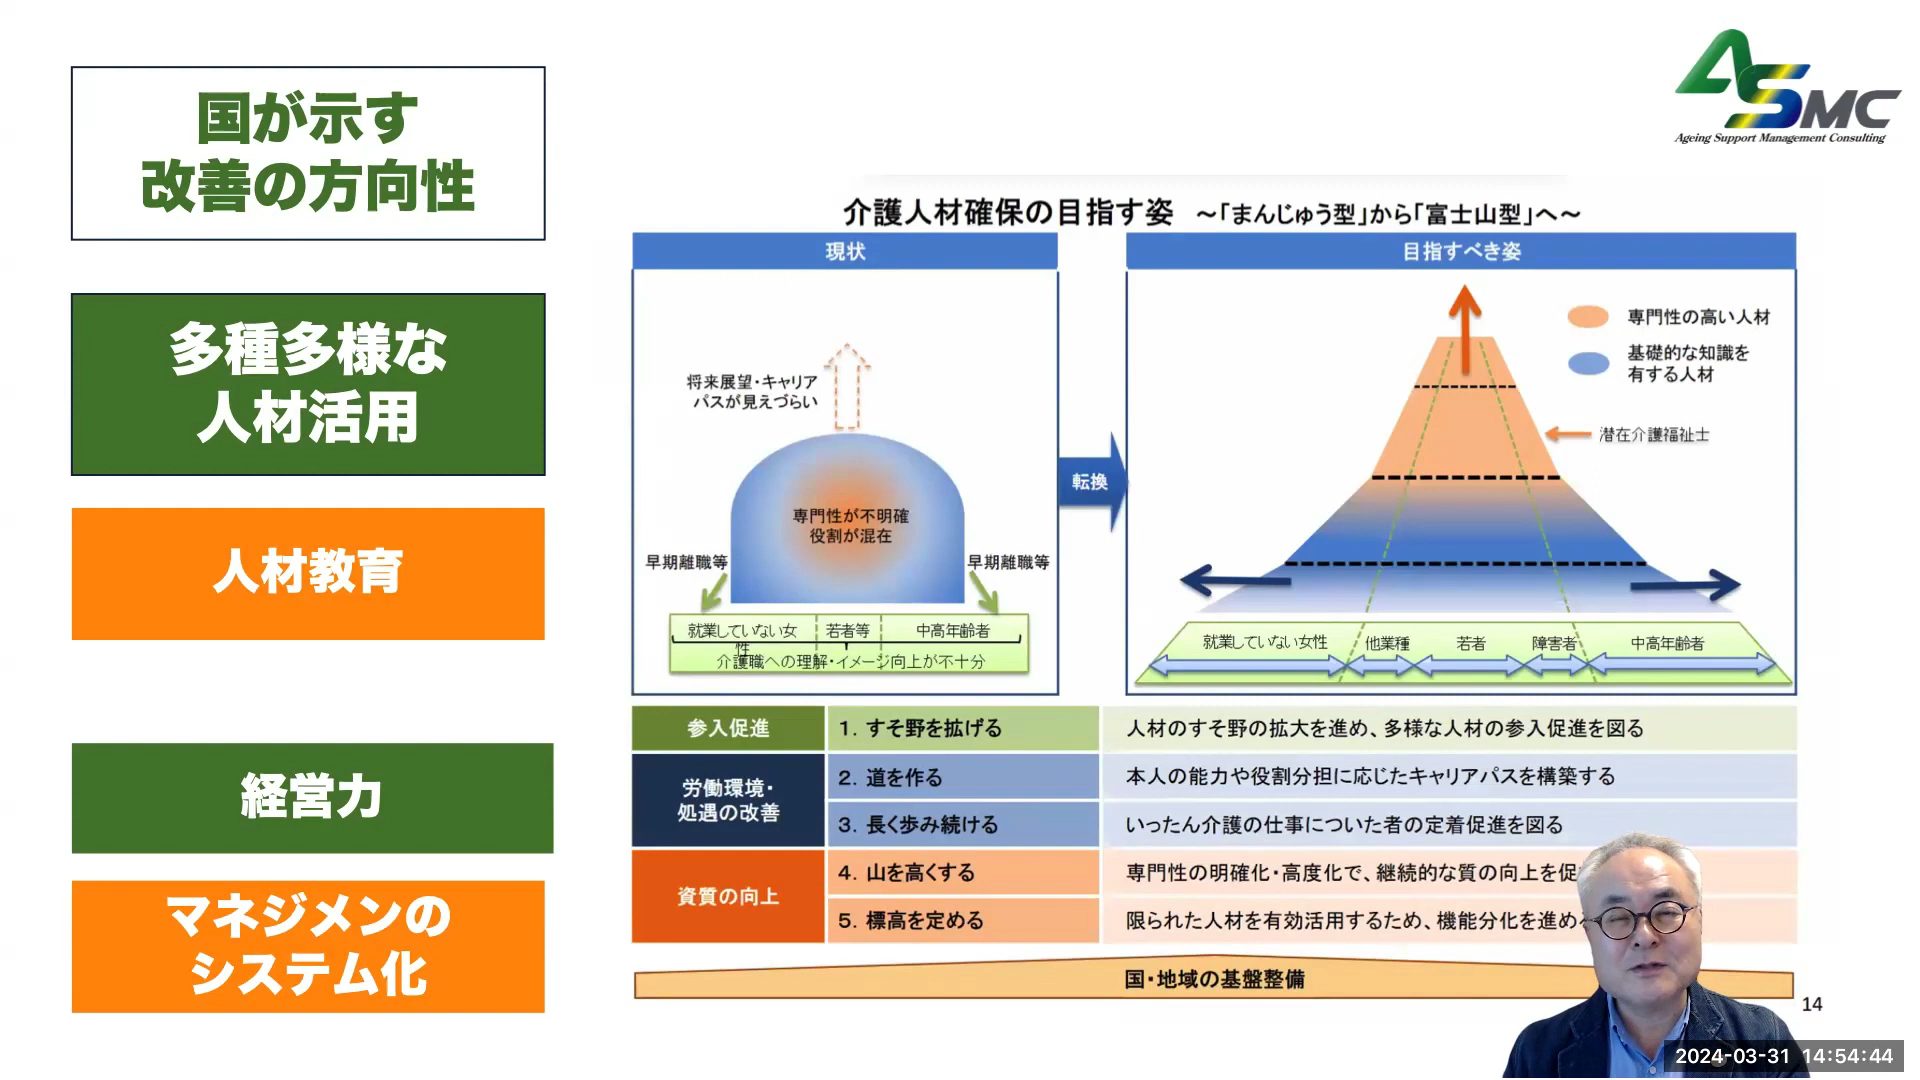 国が示す
改善の方向性
多種多様な
人材活用
人材教育
経営力
マネジメンの
システム化
ASMC
Ageing Support Management Consulting
介護人材確保の目指す姿 ～「まんじゅう型」から「富士山型」へ～
現状
将来展望・キャリア
パスが見えづらい
専門性が不明確
役割が混在
早期離職等
早期離職等
就業していない女
性
若者等
中高年齢者
介護職への理解・イメージ向上が不十分
転換
目指すべき姿
専門性の高い人材
基礎的な知識を
有する人材
潜在介護福祉士
就業していない女性
他業種
若者
障害者
中高年齢者
参入促進
1. すそ野を拡げる
人材のすそ野の拡大を進め、多様な人材の参入促進を図る
労働環境・
処遇の改善
2. 道を作る
本人の能力や役割分担に応じたキャリアパスを構築する
3. 長く歩み続ける
いったん介護の仕事についた者の定着促進を図る
資質の向上
4. 山を高くする
専門性の明確化・高度化で、継続的な質の向上を促
5. 標高を定める
限られた人材を有効活用するため、機能分化を進め
国・地域の基盤整備
14
2024-03-31 14:54:44